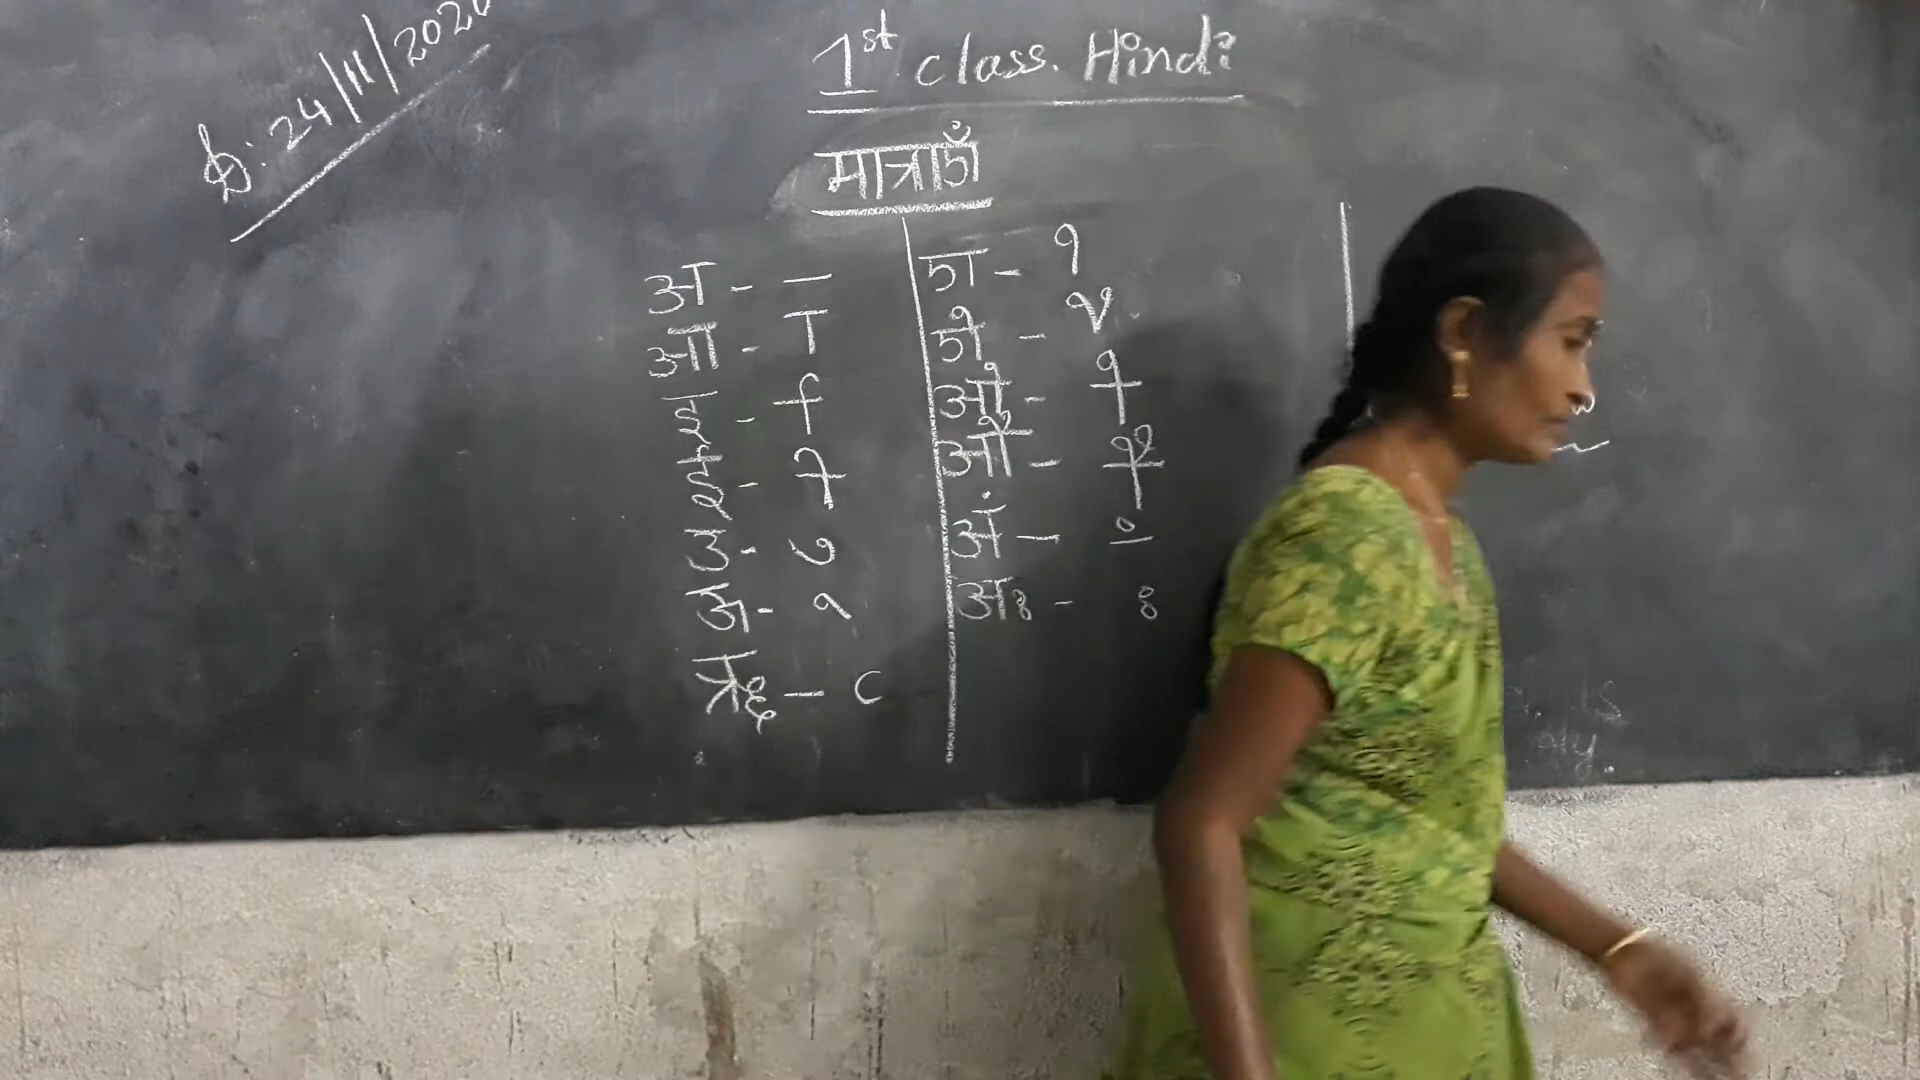 D: 24/11/2020
1st class. Hindi
मात्राएँ
अ - –
आ - ा
इ - ि
ई - ी
उ - ु
ऊ - ू
ऋ – ृ
ए - े
ऐ - ै
ओ - ो
औ – ौ
अं – ं
अः - ः